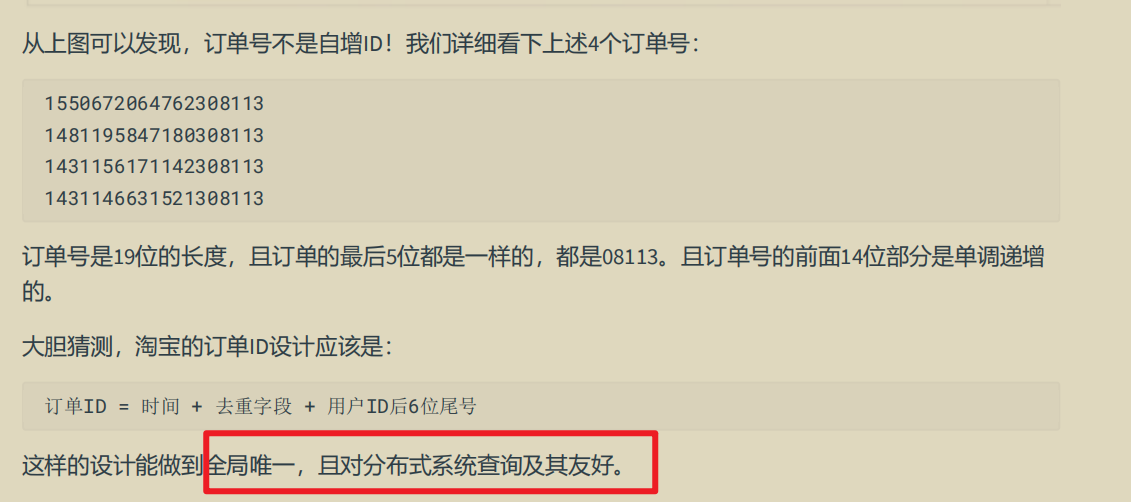 从上图可以发现，订单号不是自增ID！我们详细看下上述4个订单号：
1550672064762308113
1481195847180308113
1431156171142308113
1431146631521308113
订单号是19位的长度，且订单的最后5位都是一样的，都是08113。且订单号的前面14位部分是单调递增
的。
大胆猜测，淘宝的订单ID设计应该是：
订单ID = 时间 + 去重字段 + 用户ID后6位尾号
这样的设计能做到全局唯一，且对分布式系统查询及其友好。